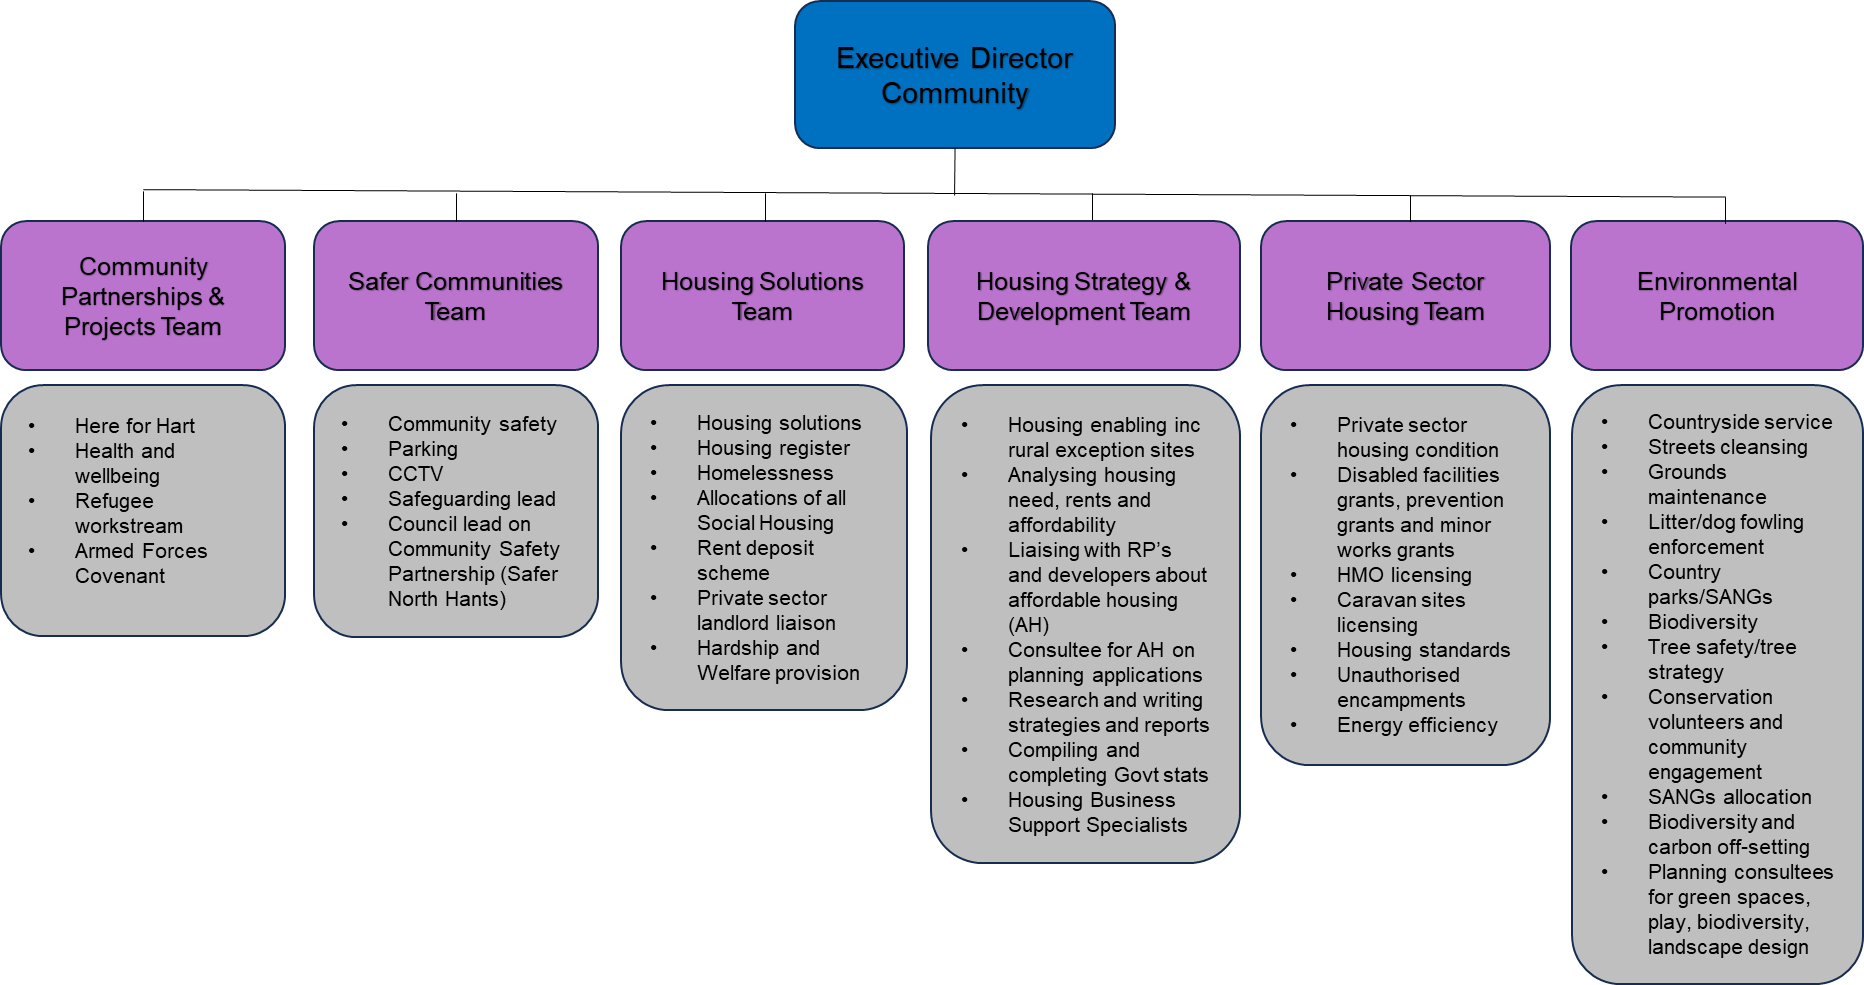 Executive Director
Community
Community
Partnerships &
Projects Team
Safer Communities
Team
Housing Solutions
Team
Housing Strategy &
Development Team
Private Sector
Housing Team
Environmental
Promotion
• Here for Hart
• Health and
wellbeing
• Refugee
workstream
• Armed Forces
Covenant
• Community safety
• Parking
• CCTV
• Safeguarding lead
• Council lead on
Community Safety
Partnership (Safer
North Hants)
• Housing solutions
• Housing register
• Homelessness
• Allocations of all
Social Housing
• Rent deposit
scheme
• Private sector
landlord liaison
• Hardship and
Welfare provision
• Housing enabling inc
rural exception sites
• Analysing housing
need, rents and
affordability
• Liaising with RP’s
and developers about
affordable housing
(AH)
• Consultee for AH on
planning applications
• Research and writing
strategies and reports
• Compiling and
completing Govt stats
• Housing Business
Support Specialists
• Private sector
housing condition
• Disabled facilities
grants, prevention
grants and minor
works grants
• HMO licensing
• Caravan sites
licensing
• Housing standards
• Unauthorised
encampments
• Energy efficiency
• Countryside service
• Streets cleansing
• Grounds
maintenance
• Litter/dog fowling
enforcement
• Country
parks/SANGs
• Biodiversity
• Tree safety/tree
strategy
• Conservation
volunteers and
community
engagement
• SANGs allocation
• Biodiversity and
carbon off-setting
• Planning consultees
for green spaces,
play, biodiversity,
landscape design